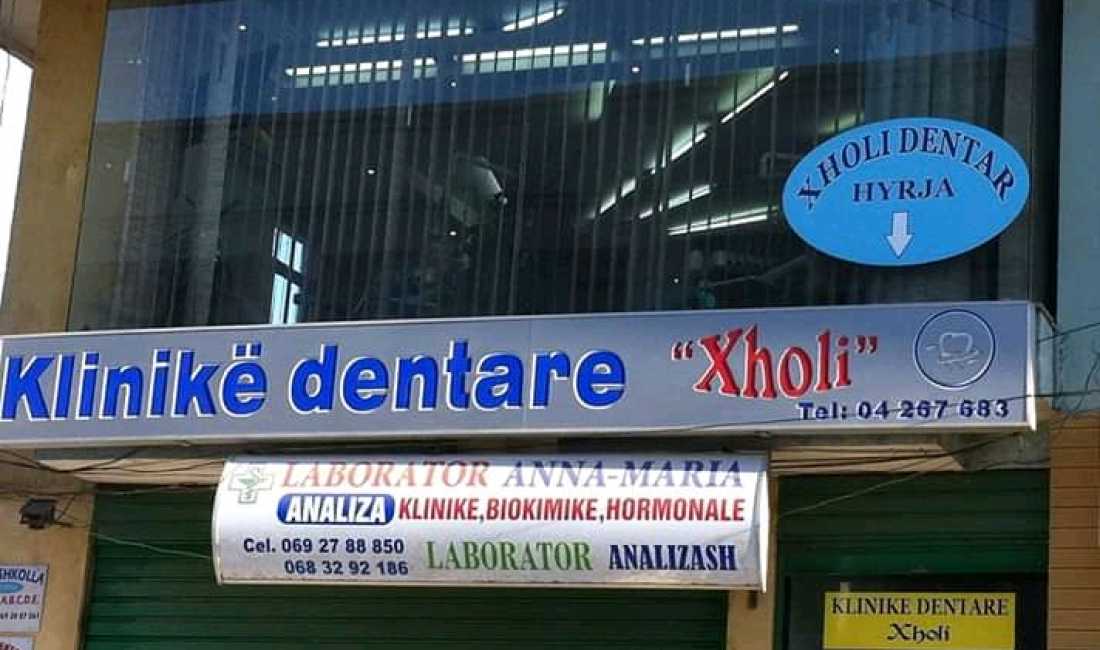 XHOLI DENTAR
HYRJA
Klinikë dentare "Xholi"
Tel: 04 267 683
LABORATOR ANNA-MARIA
ANALIZA KLINIKE,BIOKIMIKE,HORMONALE
Cel. 069 27 88 850
068 32 92 186
LABORATOR ANALIZASH
SHKOLLA
A.B.C.D.E.
KLINIKE DENTARE
Xholi